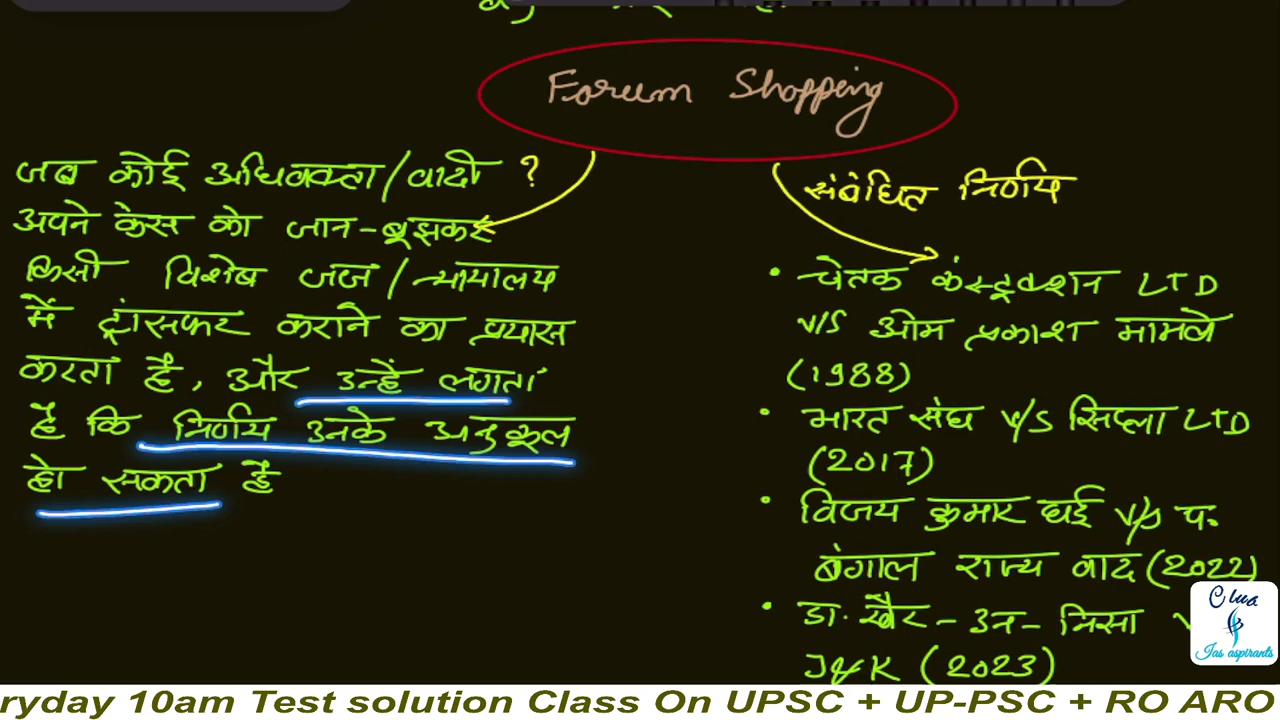 Forum Shopping
जब कोई अधिवक्ता/वादी ?
अपने केस को जान-बूझकर
किसी विशेष जज/न्यायालय
में ट्रांसफर कराने का प्रयास
करता है, और उन्हें लगता
है कि निर्णय उनके अनुकूल
हो सकता है
संबंधित निर्णय
• चेतक कंस्ट्रक्शन LTD
v/s ओम प्रकाश मामले
(1988)
• भारत संघ v/s सिप्ला LTD
(2017)
• विजय कुमार घई v/s प.
बंगाल राज्य वाद (2022)
• डा. खैर-उन-निसा
J&K (2023)
Clue
Ias aspirants
ryday 10am Test solution Class On UPSC + UP-PSC + RO ARO